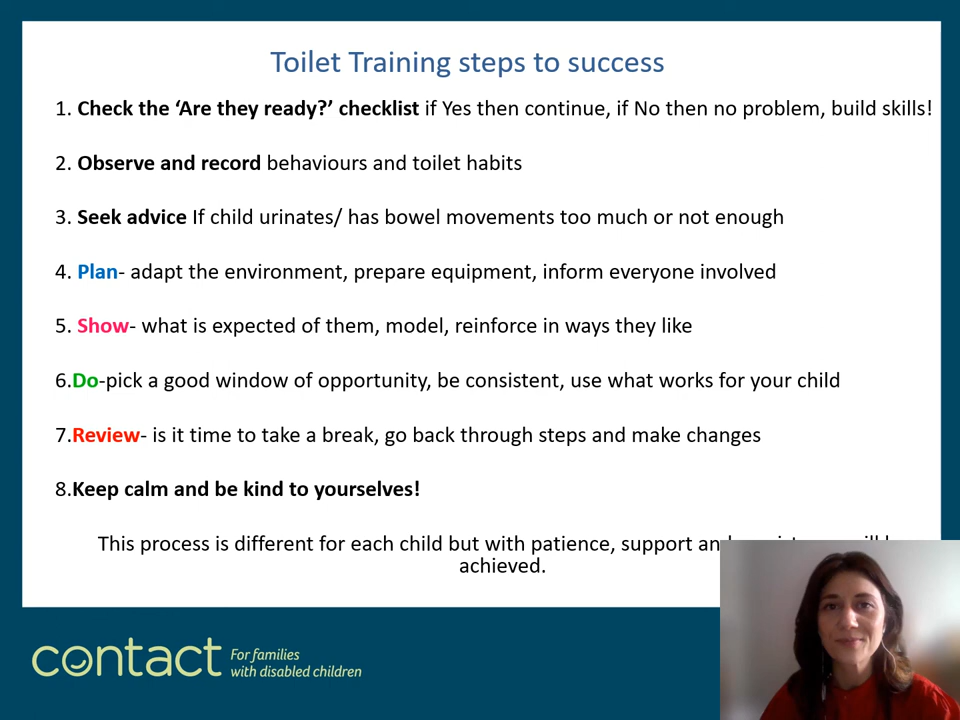 Toilet Training steps to success
1. Check the ‘Are they ready?’ checklist if Yes then continue, if No then no problem, build skills!
2. Observe and record behaviours and toilet habits
3. Seek advice If child urinates/ has bowel movements too much or not enough
4. Plan- adapt the environment, prepare equipment, inform everyone involved
5. Show- what is expected of them, model, reinforce in ways they like
6.Do-pick a good window of opportunity, be consistent, use what works for your child
7.Review- is it time to take a break, go back through steps and make changes
8.Keep calm and be kind to yourselves!
This process is different for each child but with patience, support
achieved.
contact For families
with disabled children